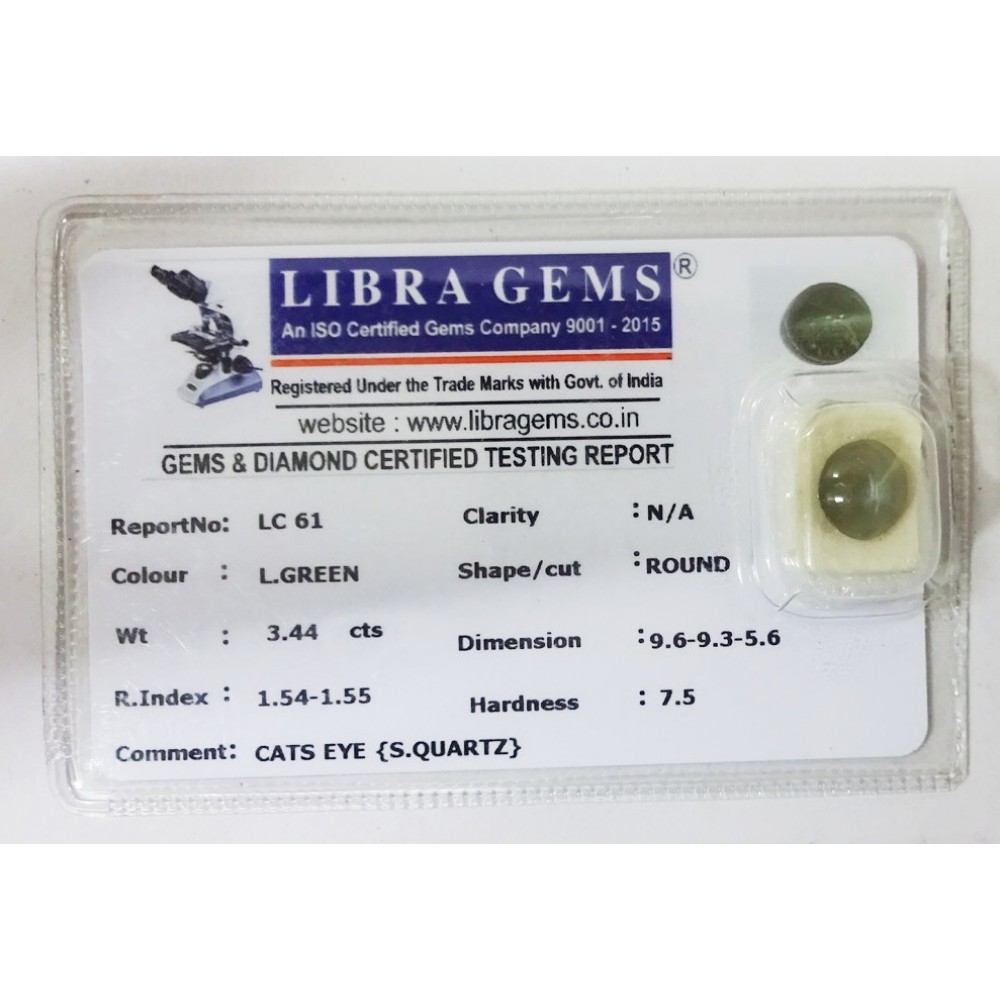 LIBRA GEMS ®
An ISO Certified Gems Company 9001 - 2015
Registered Under the Trade Marks with Govt. of India
website : www.libragems.co.in
GEMS & DIAMOND CERTIFIED TESTING REPORT
ReportNo: LC 61 Clarity : N/A
Colour : L.GREEN Shape/cut : ROUND
Wt : 3.44 cts Dimension : 9.6-9.3-5.6
R.Index : 1.54-1.55 Hardness : 7.5
Comment: CATS EYE {S.QUARTZ}